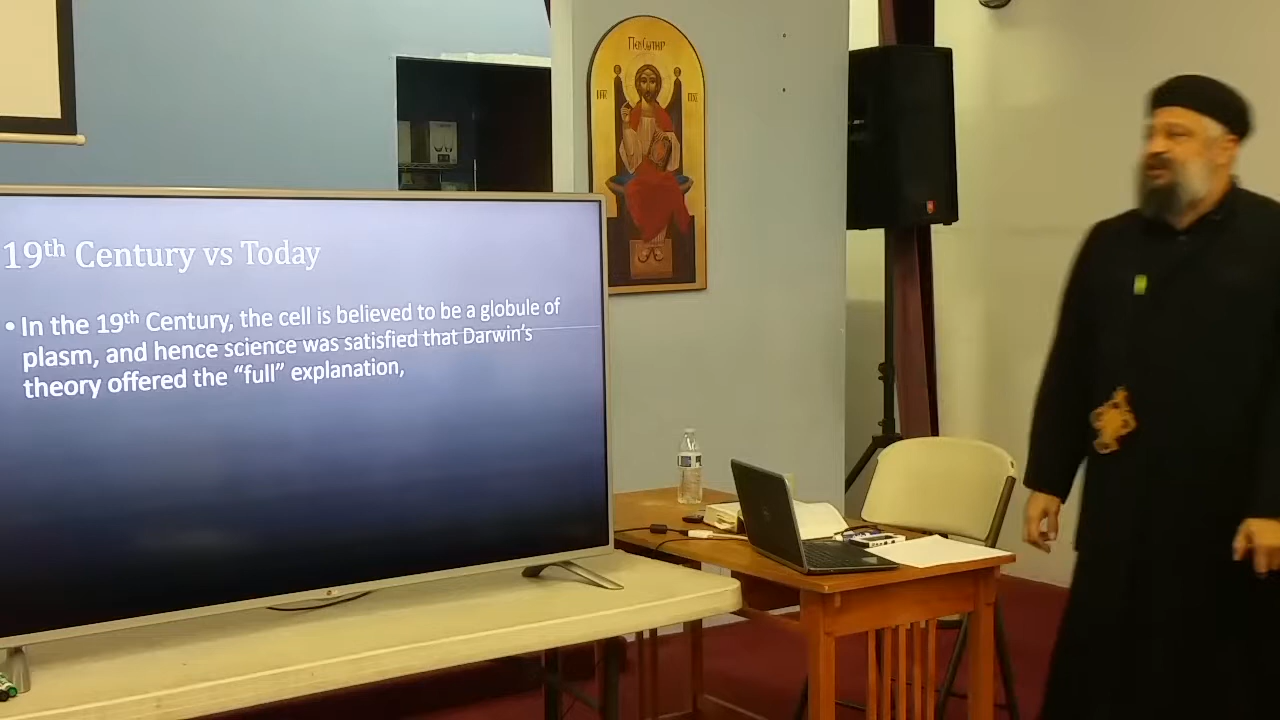 19th Century vs Today
• In the 19th Century, the cell is believed to be a globule of
plasm, and hence science was satisfied that Darwin's
theory offered the "full" explanation,